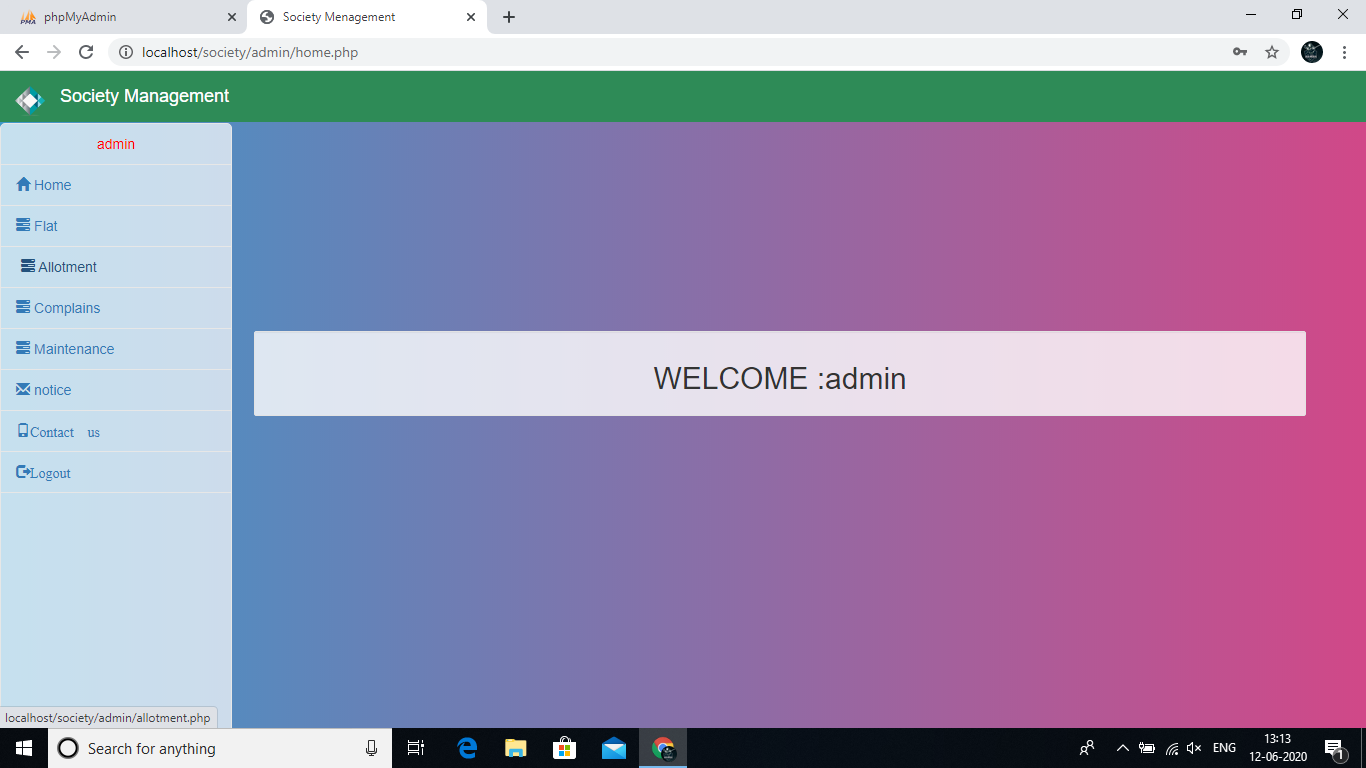 phpMyAdmin
Society Menagement
localhost/society/admin/home.php
Society Management
admin
Home
Flat
Allotment
Complains
Maintenance
notice
Contact us
Logout
WELCOME :admin
localhost/society/admin/allotment.php
Search for anything
ENG
13:13
12-06-2020
1